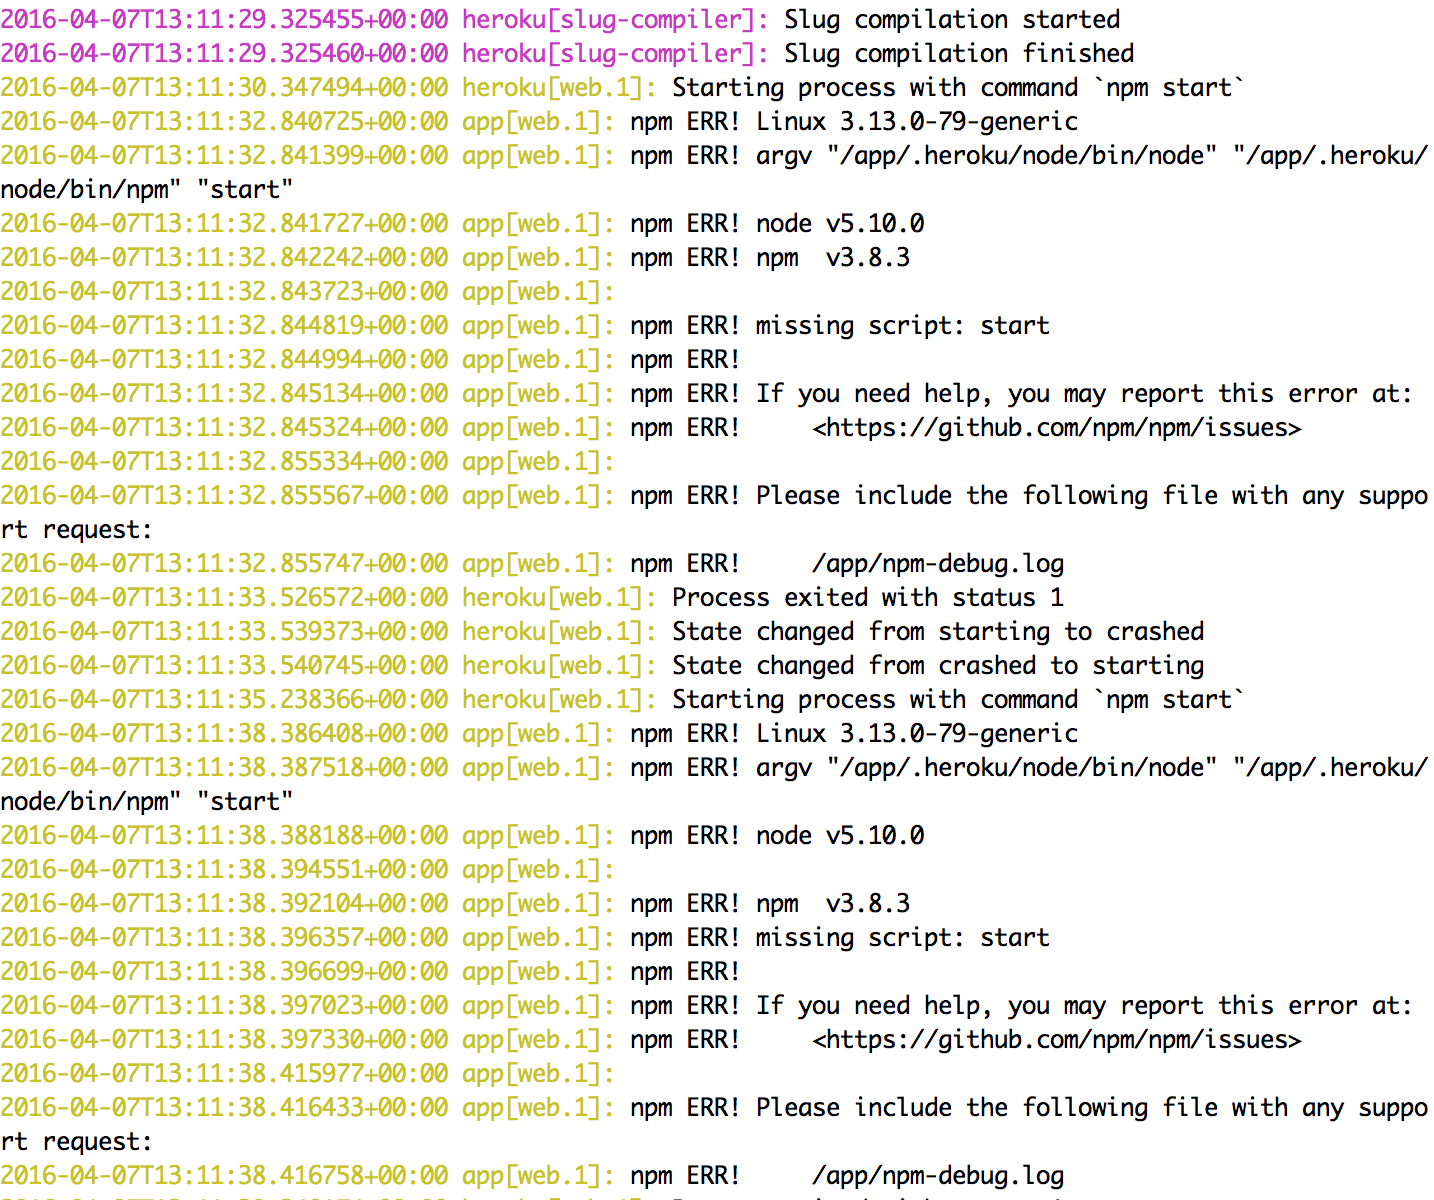 2016-04-07T13:11:29.325455+00:00 heroku[slug-compiler]: Slug compilation started
2016-04-07T13:11:29.325460+00:00 heroku[slug-compiler]: Slug compilation finished
2016-04-07T13:11:30.347494+00:00 heroku[web.1]: Starting process with command `npm start`
2016-04-07T13:11:32.840725+00:00 app[web.1]: npm ERR! Linux 3.13.0-79-generic
2016-04-07T13:11:32.841399+00:00 app[web.1]: npm ERR! argv "/app/.heroku/node/bin/node" "/app/.heroku/
node/bin/npm" "start"
2016-04-07T13:11:32.841727+00:00 app[web.1]: npm ERR! node v5.10.0
2016-04-07T13:11:32.842242+00:00 app[web.1]: npm ERR! npm  v3.8.3
2016-04-07T13:11:32.843723+00:00 app[web.1]:
2016-04-07T13:11:32.844819+00:00 app[web.1]: npm ERR! missing script: start
2016-04-07T13:11:32.844994+00:00 app[web.1]: npm ERR!
2016-04-07T13:11:32.845134+00:00 app[web.1]: npm ERR! If you need help, you may report this error at:
2016-04-07T13:11:32.845324+00:00 app[web.1]: npm ERR!     <https://github.com/npm/npm/issues>
2016-04-07T13:11:32.855334+00:00 app[web.1]:
2016-04-07T13:11:32.855567+00:00 app[web.1]: npm ERR! Please include the following file with any suppo
rt request:
2016-04-07T13:11:32.855747+00:00 app[web.1]: npm ERR!     /app/npm-debug.log
2016-04-07T13:11:33.526572+00:00 heroku[web.1]: Process exited with status 1
2016-04-07T13:11:33.539373+00:00 heroku[web.1]: State changed from starting to crashed
2016-04-07T13:11:33.540745+00:00 heroku[web.1]: State changed from crashed to starting
2016-04-07T13:11:35.238366+00:00 heroku[web.1]: Starting process with command `npm start`
2016-04-07T13:11:38.386408+00:00 app[web.1]: npm ERR! Linux 3.13.0-79-generic
2016-04-07T13:11:38.387518+00:00 app[web.1]: npm ERR! argv "/app/.heroku/node/bin/node" "/app/.heroku/
node/bin/npm" "start"
2016-04-07T13:11:38.388188+00:00 app[web.1]: npm ERR! node v5.10.0
2016-04-07T13:11:38.394551+00:00 app[web.1]:
2016-04-07T13:11:38.392104+00:00 app[web.1]: npm ERR! npm  v3.8.3
2016-04-07T13:11:38.396357+00:00 app[web.1]: npm ERR! missing script: start
2016-04-07T13:11:38.396699+00:00 app[web.1]: npm ERR!
2016-04-07T13:11:38.397023+00:00 app[web.1]: npm ERR! If you need help, you may report this error at:
2016-04-07T13:11:38.397330+00:00 app[web.1]: npm ERR!     <https://github.com/npm/npm/issues>
2016-04-07T13:11:38.415977+00:00 app[web.1]:
2016-04-07T13:11:38.416433+00:00 app[web.1]: npm ERR! Please include the following file with any suppo
rt request:
2016-04-07T13:11:38.416758+00:00 app[web.1]: npm ERR!     /app/npm-debug.log